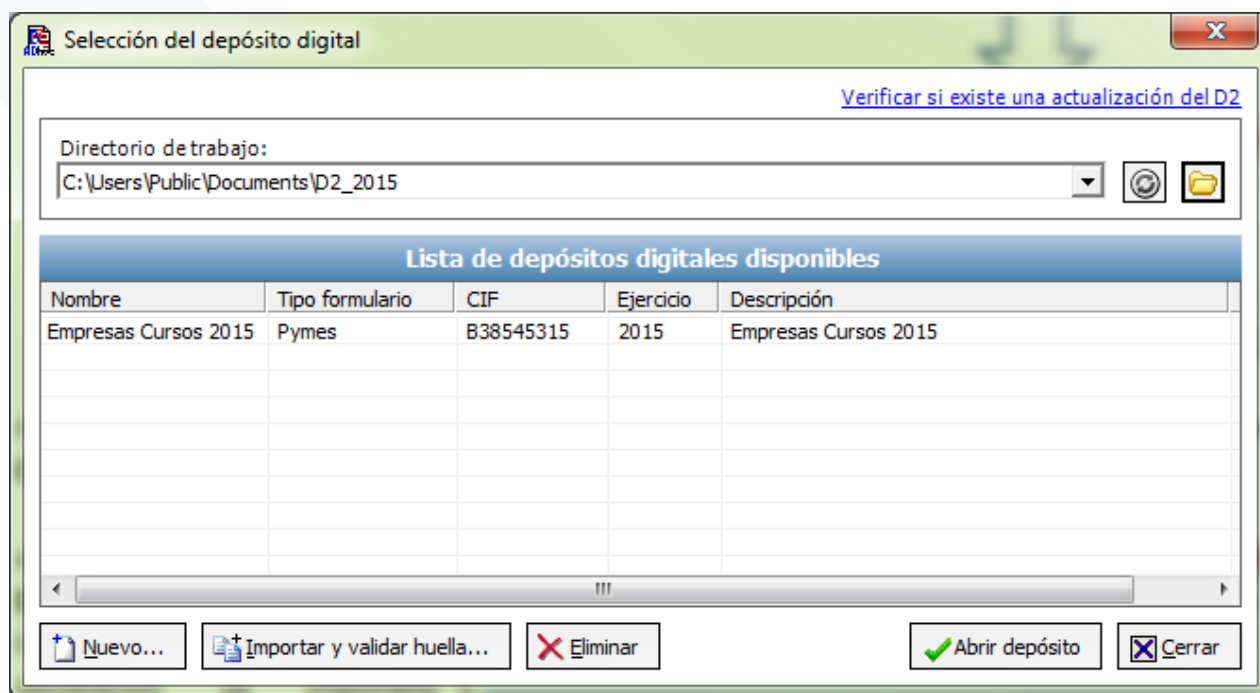 Selección del depósito digital
Verificar si existe una actualización del D2
Directorio de trabajo:
C:\Users\Public\Documents\D2_2015
Lista de depósitos digitales disponibles
Nombre Tipo formulario CIF Ejercicio Descripción
Empresas Cursos 2015 Pymes B38545315 2015 Empresas Cursos 2015
Nuevo... Importar y validar huella... Eliminar Abrir depósito Cerrar